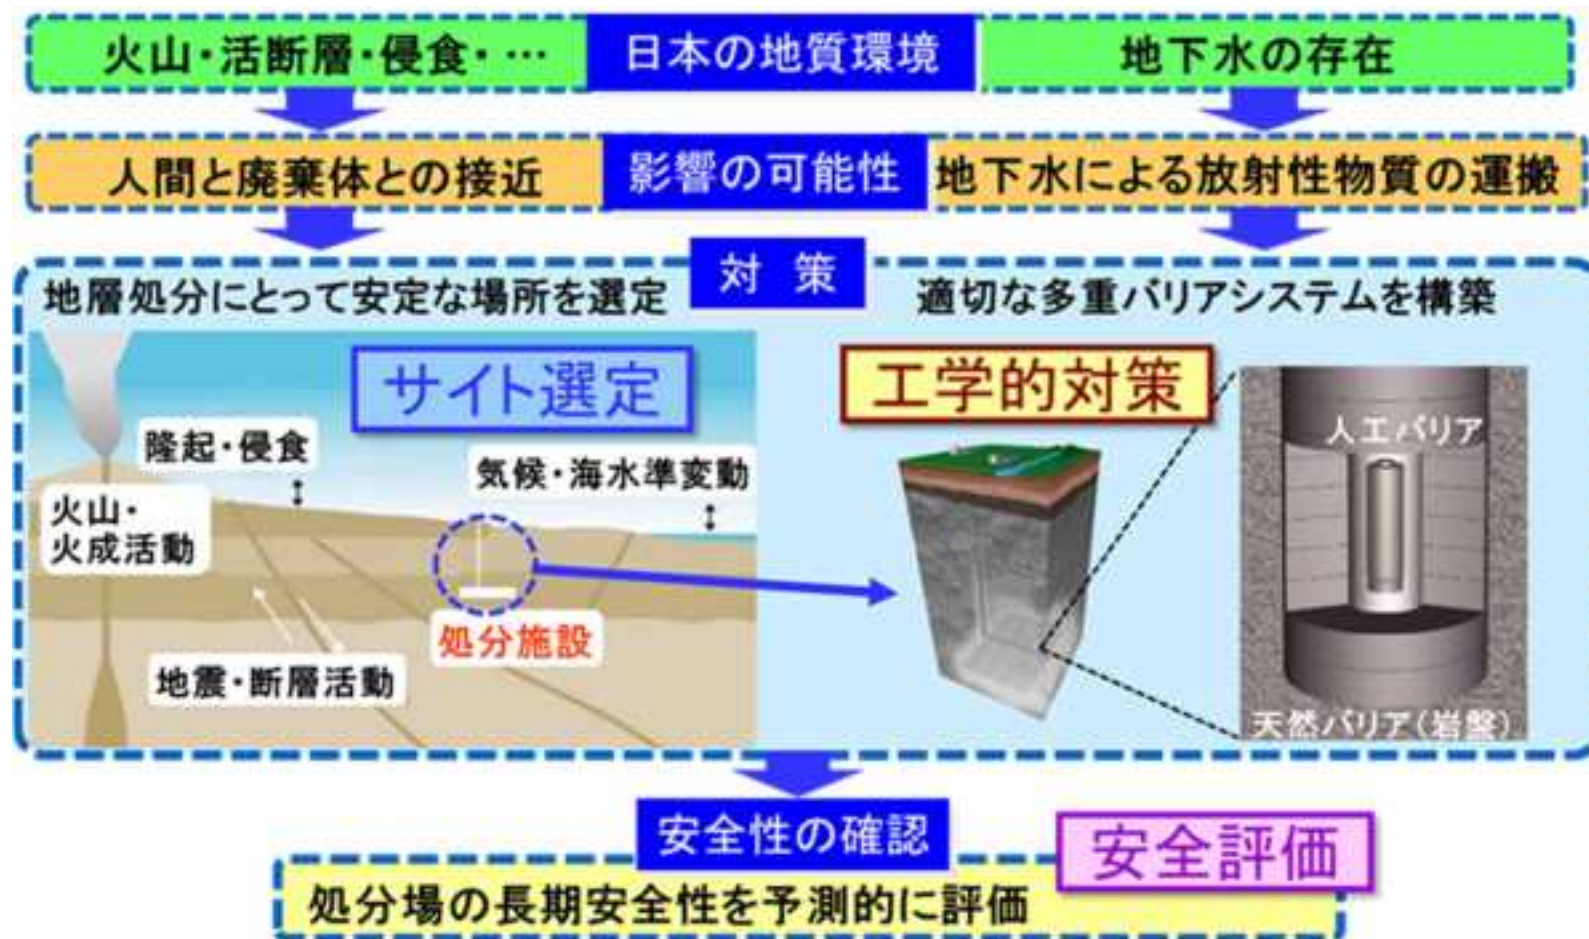 火山・活断層・侵食・…
日本の地質環境
地下水の存在
人間と廃棄体との接近
影響の可能性
地下水による放射性物質の運搬
対 策
地層処分にとって安定な場所を選定
適切な多重バリアシステムを構築
サイト選定
工学的対策
隆起・侵食
気候・海水準変動
火山・
火成活動
処分施設
地震・断層活動
人工バリア
天然バリア(岩盤)
安全性の確認
安全評価
処分場の長期安全性を予測的に評価